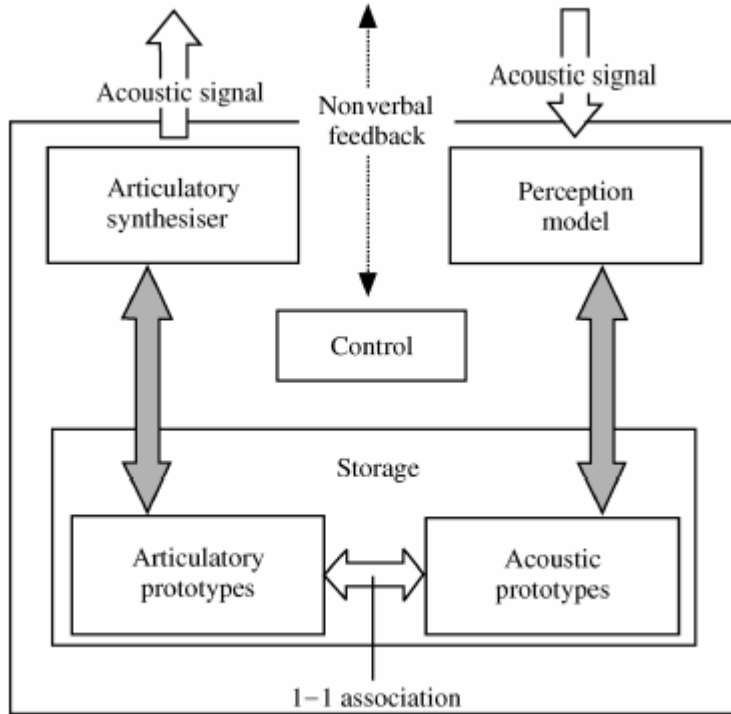 Acoustic signal
Acoustic signal
Nonverbal
feedback
Articulatory
synthesiser
Perception
model
Control
Storage
Articulatory
prototypes
Acoustic
prototypes
1–1 association